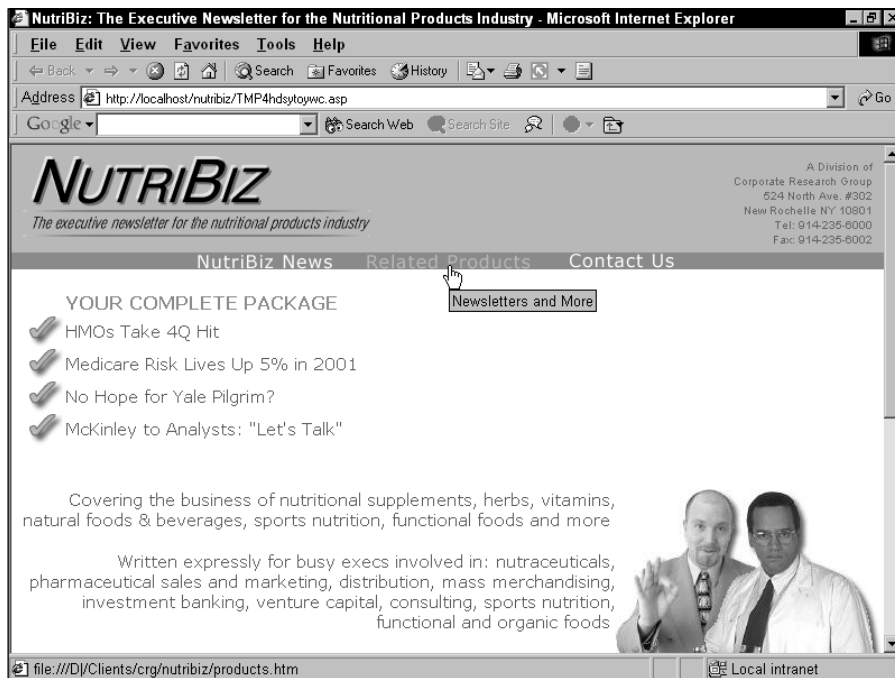 NutriBiz: The Executive Newsletter for the Nutritional Products Industry - Microsoft Internet Explorer
File Edit View Favorites Tools Help
Back Search Favorites History
Address http://localhost/nutribiz/TMP4hdsytoywc.asp Go
Google Search Web Search Site
NUTRIBIZ
The executive newsletter for the nutritional products industry
A Division of
Corporate Research Group
524 North Ave. #302
New Rochelle NY 10801
Tel: 914-235-6000
Fax: 914-235-6002
NutriBiz News Related Products Contact Us
Newsletters and More
YOUR COMPLETE PACKAGE
HMOs Take 4Q Hit
Medicare Risk Lives Up 5% in 2001
No Hope for Yale Pilgrim?
McKinley to Analysts: "Let's Talk"
Covering the business of nutritional supplements, herbs, vitamins,
natural foods & beverages, sports nutrition, functional foods and more
Written expressly for busy execs involved in: nutraceuticals,
pharmaceutical sales and marketing, distribution, mass merchandising,
investment banking, venture capital, consulting, sports nutrition,
functional and organic foods
file:///D|/Clients/crg/nutribiz/products.htm Local intranet